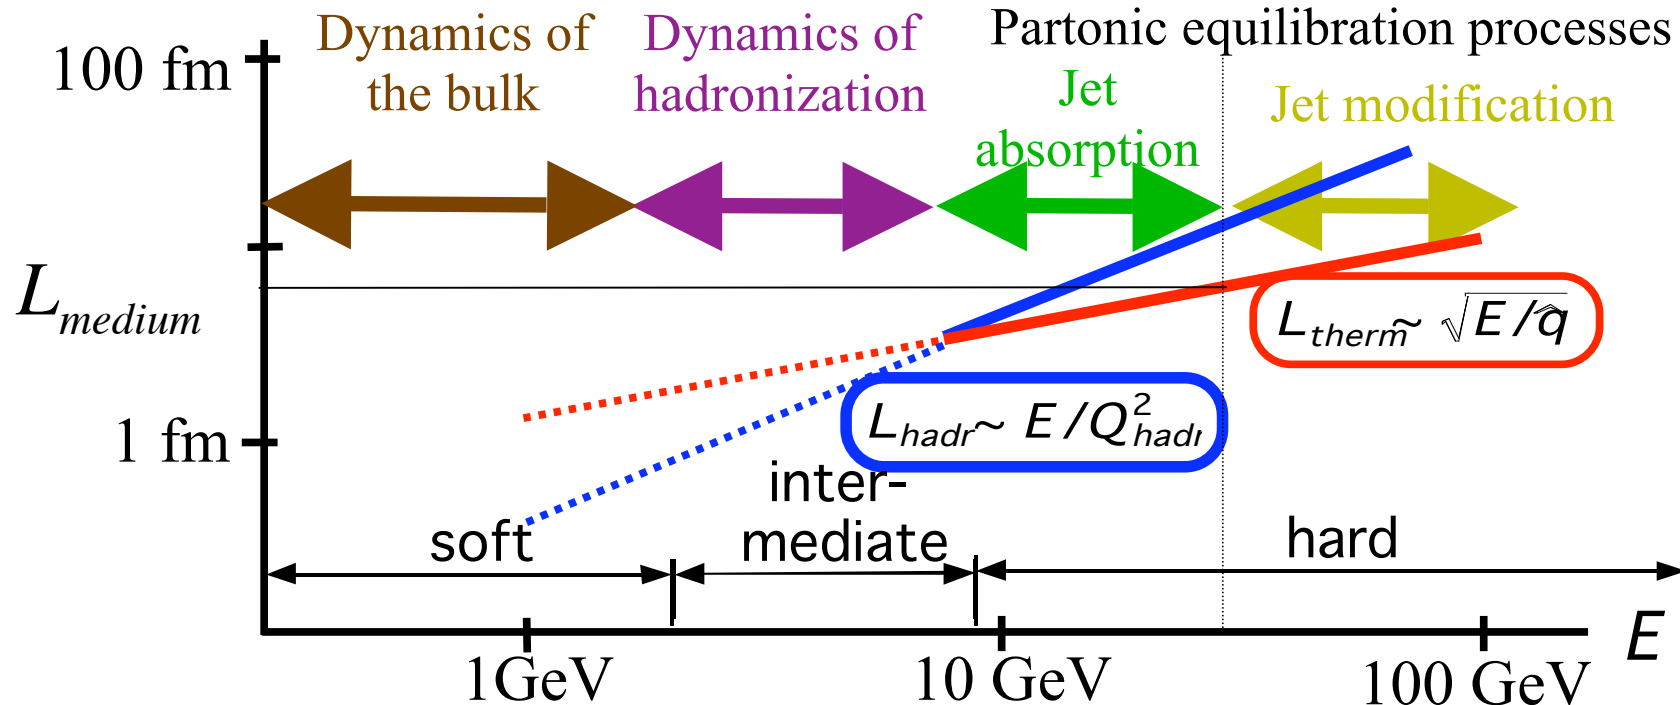 Partonic equilibration processes
Dynamics of
the bulk
Dynamics of
hadronization
Jet
absorption
Jet modification
100 fm
L_medium
L_therm ~ √E/q̂
1 fm
L_hadr ~ E/Q²_hadr
soft
inter-
mediate
hard
E
1GeV
10 GeV
100 GeV